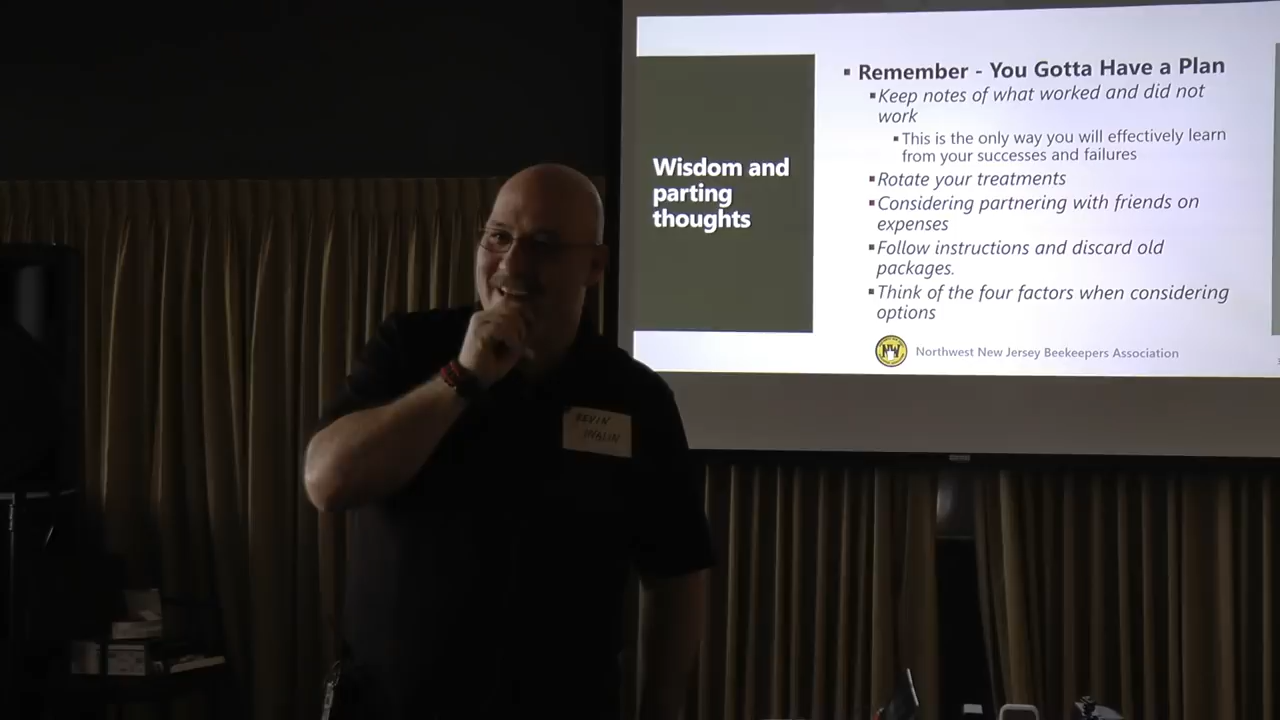 Wisdom and
parting
thoughts
▪ Remember - You Gotta Have a Plan
▪Keep notes of what worked and did not
work
▪This is the only way you will effectively learn
from your successes and failures
▪Rotate your treatments
▪Considering partnering with friends on
expenses
▪Follow instructions and discard old
packages.
▪Think of the four factors when considering
options
Northwest New Jersey Beekeepers Association
KEVIN